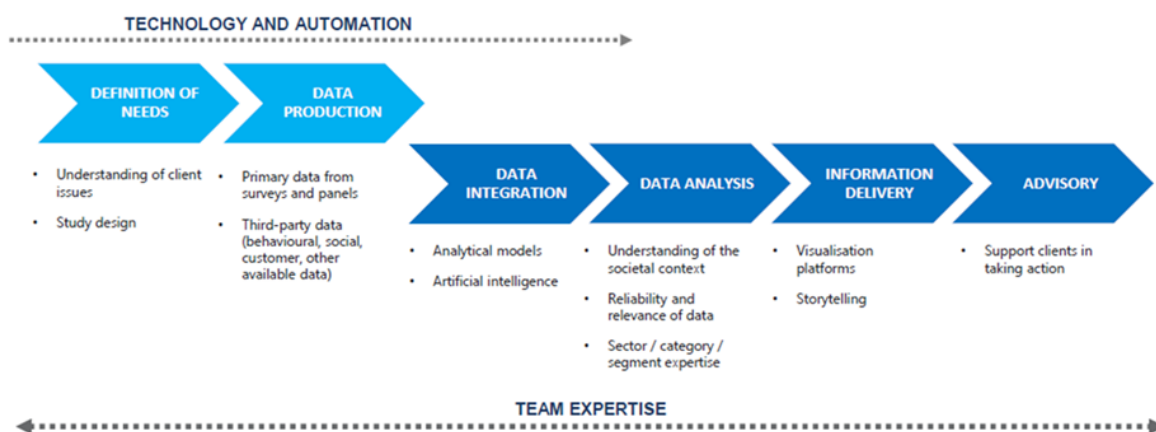 TECHNOLOGY AND AUTOMATION
DEFINITION OF
NEEDS
DATA
PRODUCTION
• Understanding of client
issues
• Study design
• Primary data from
surveys and panels
• Third-party data
(behavioural, social,
customer, other
available data)
DATA
INTEGRATION
DATA ANALYSIS
INFORMATION
DELIVERY
ADVISORY
• Analytical models
• Artificial intelligence
• Understanding of the
societal context
• Reliability and
relevance of data
• Sector / category /
segment expertise
• Visualisation
platforms
• Storytelling
• Support clients in
taking action
TEAM EXPERTISE